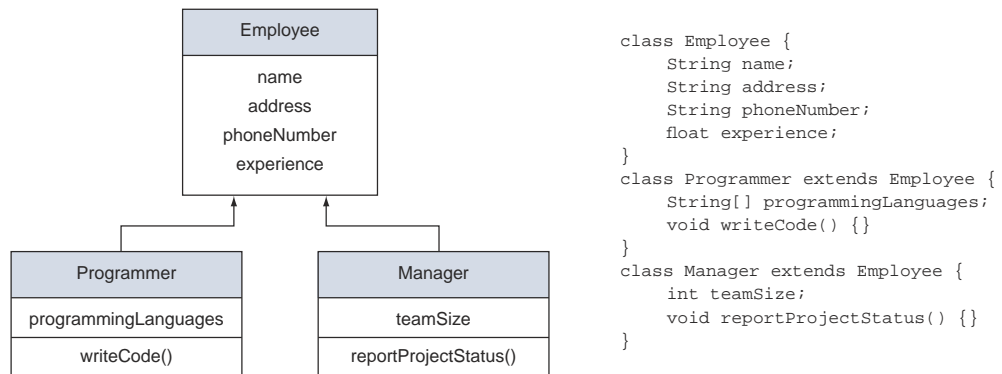 Employee
name
address
phoneNumber
experience
Programmer
programmingLanguages
writeCode()
Manager
teamSize
reportProjectStatus()
class Employee {
String name;
String address;
String phoneNumber;
float experience;
}
class Programmer extends Employee {
String[] programmingLanguages;
void writeCode() {}
}
class Manager extends Employee {
int teamSize;
void reportProjectStatus() {}
}